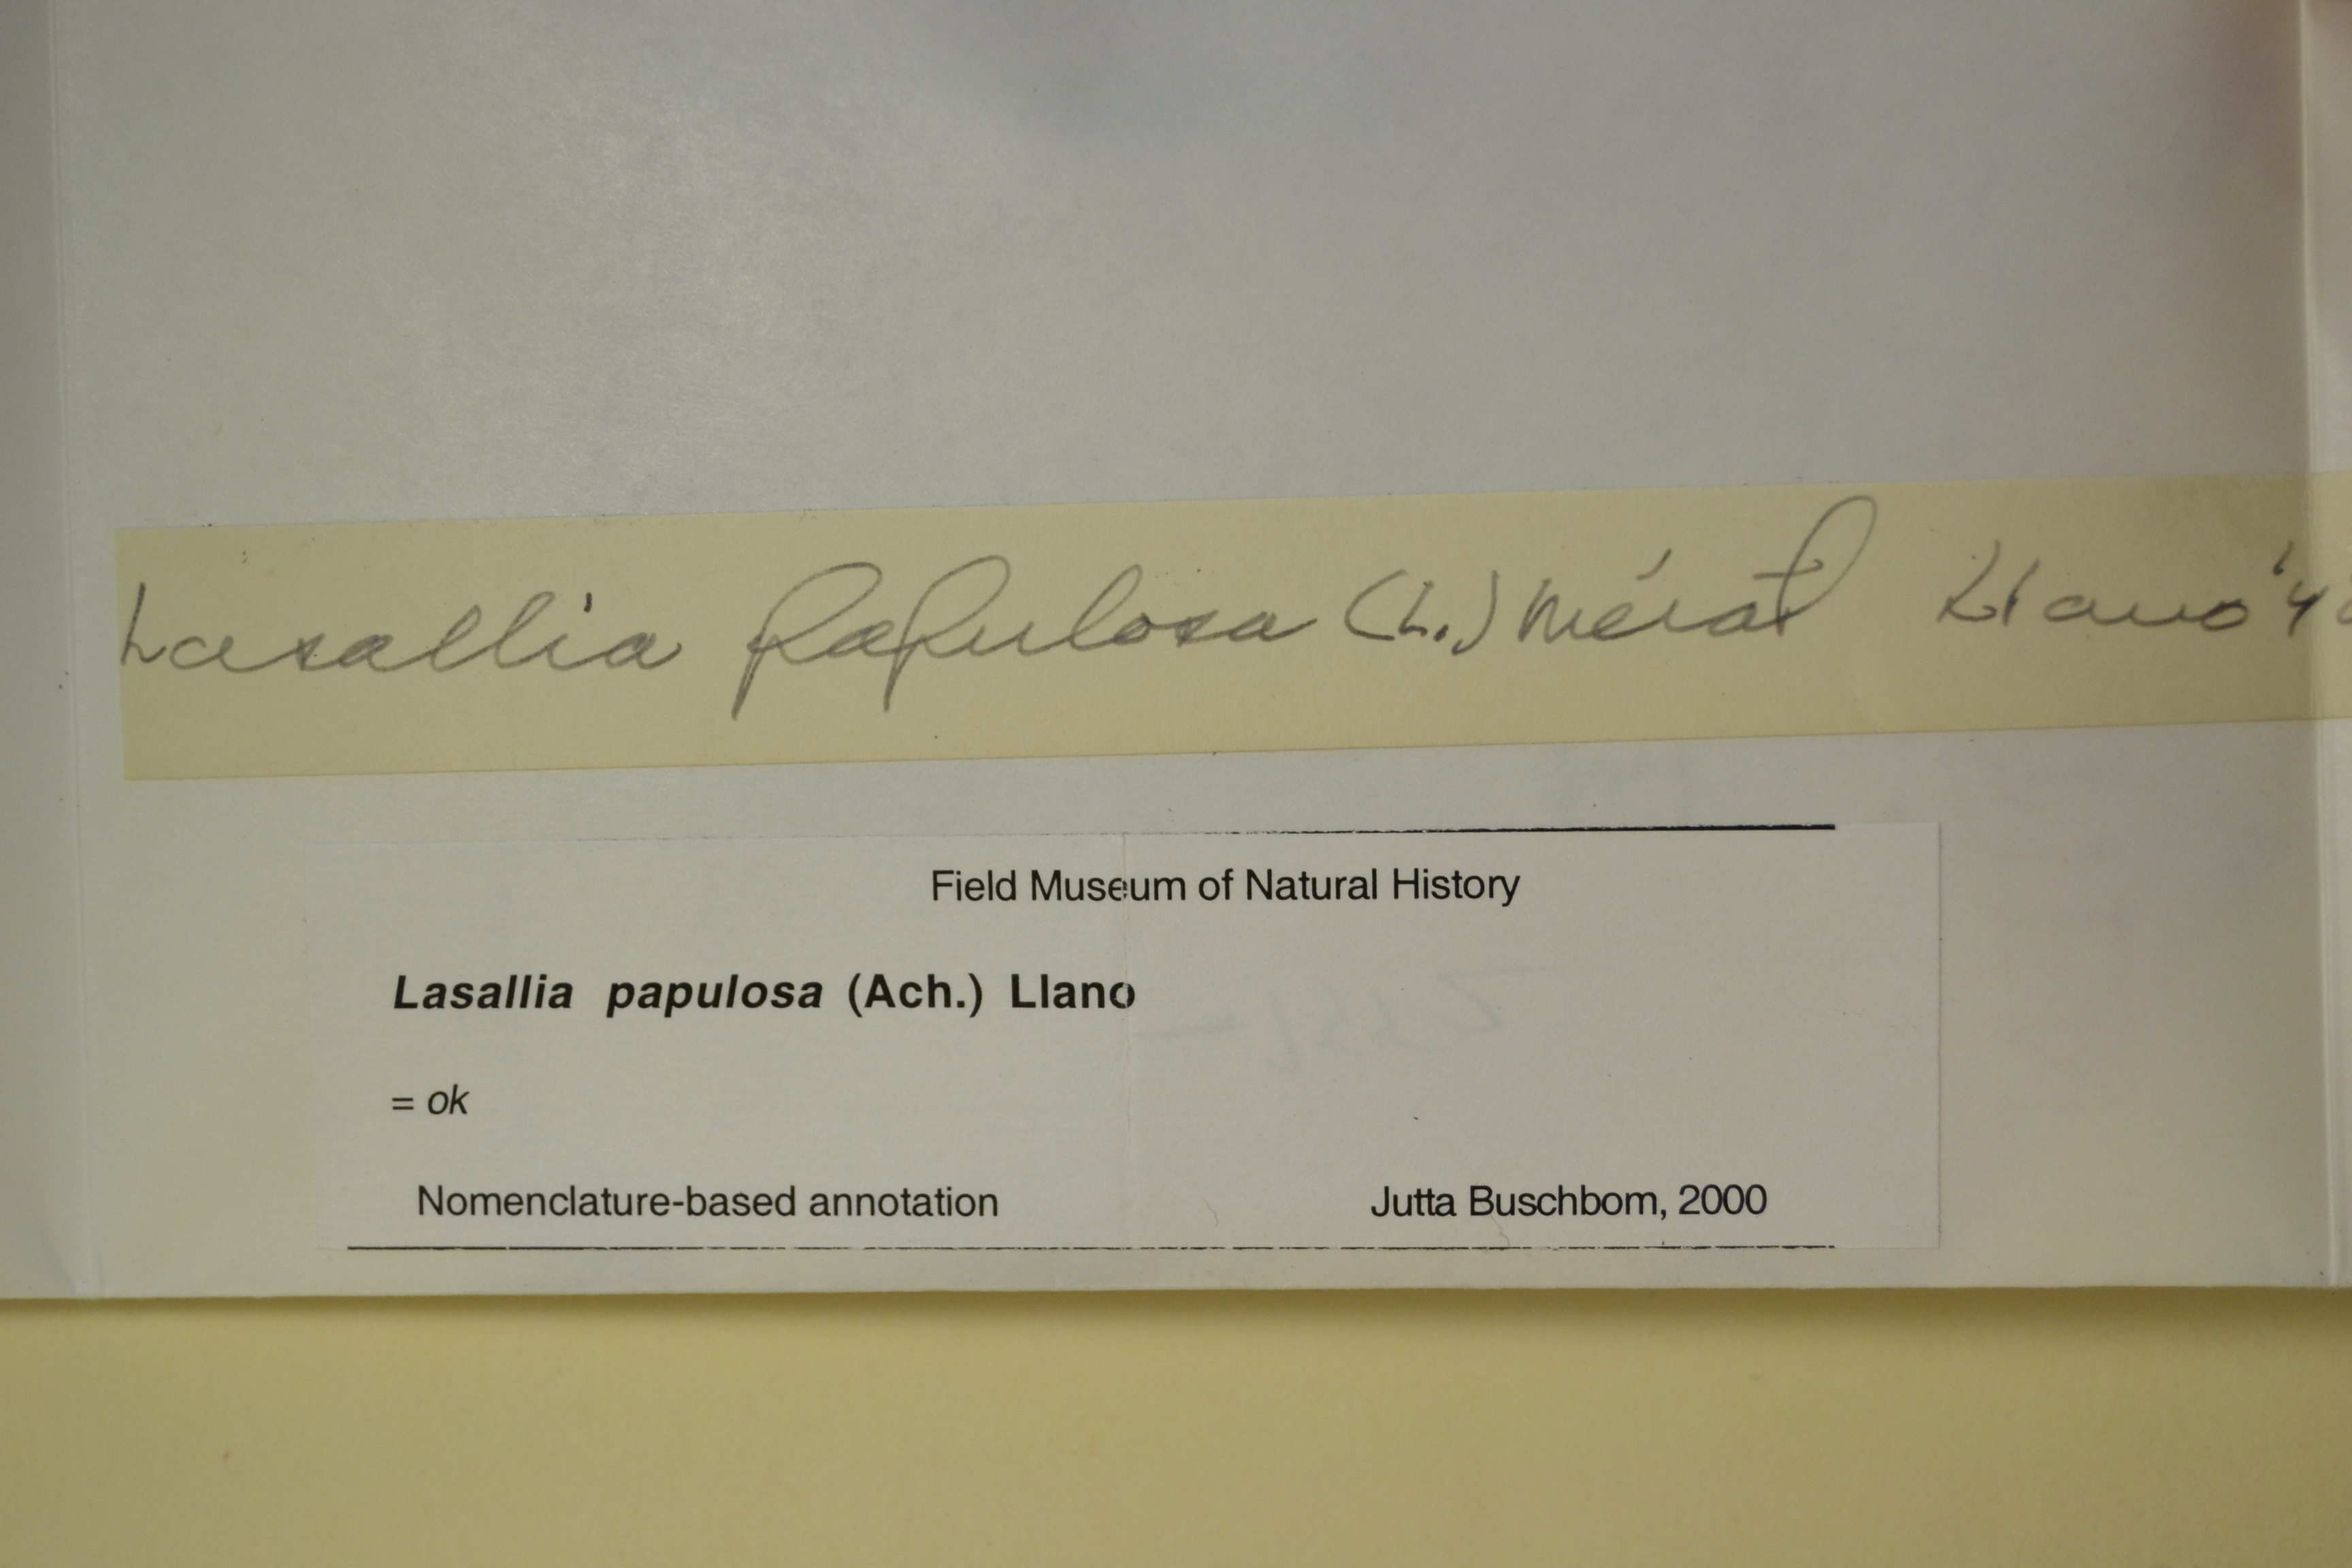 Lasallia papulosa (L.) Mérat Llano '4
Field Museum of Natural History
Lasallia papulosa (Ach.) Llano
= ok
Nomenclature-based annotation Jutta Buschbom, 2000